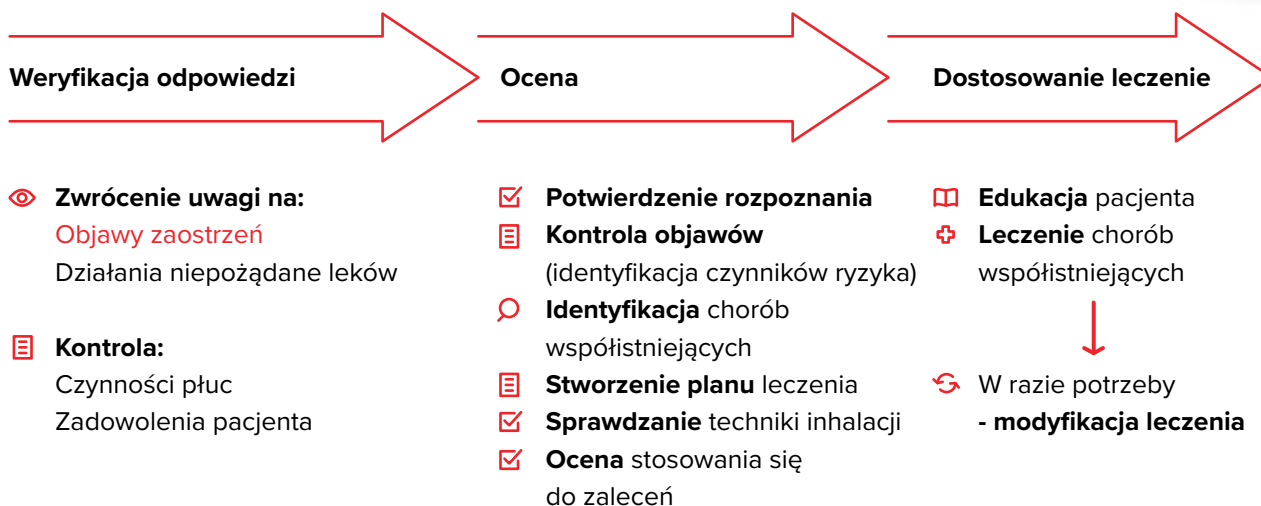 Weryfikacja odpowiedzi
Zwrócenie uwagi na:
Objawy zaostrzeń
Działania niepożądane leków
Kontrola:
Czynności płuc
Zadowolenia pacjenta
Ocena
Potwierdzenie rozpoznania
Kontrola objawów
(identyfikacja czynników ryzyka)
Identyfikacja chorób
współistniejących
Stworzenie planu leczenia
Sprawdzanie techniki inhalacji
Ocena stosowania się
do zaleceń
Dostosowanie leczenie
Edukacja pacjenta
Leczenie chorób
współistniejących
W razie potrzeby
- modyfikacja leczenia